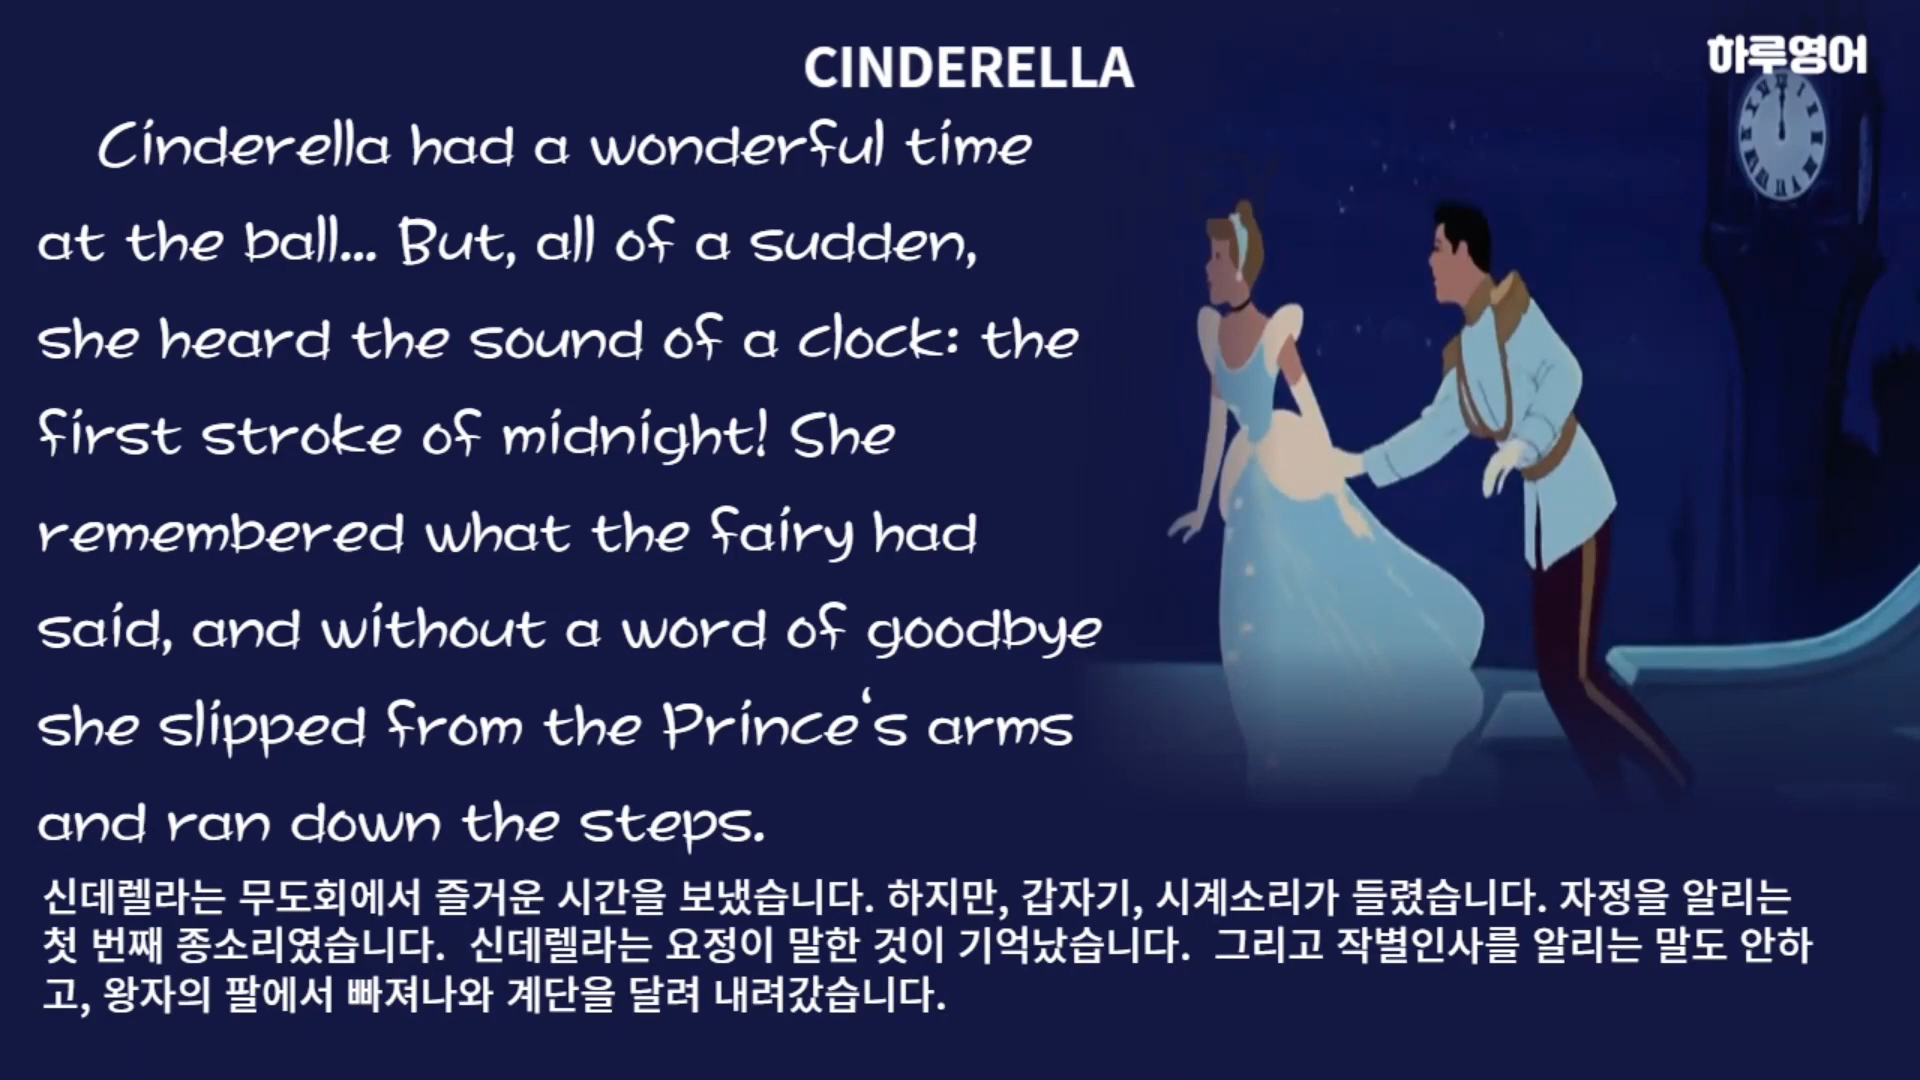 CINDERELLA
하루영어
Cinderella had a wonderful time
at the ball... But, all of a sudden,
she heard the sound of a clock: the
first stroke of midnight! She
remembered what the fairy had
said, and without a word of goodbye
she slipped from the Prince‘s arms
and ran down the steps.
신데렐라는 무도회에서 즐거운 시간을 보냈습니다. 하지만, 갑자기, 시계소리가 들렸습니다. 자정을 알리는
첫 번째 종소리였습니다. 신데렐라는 요정이 말한 것이 기억났습니다. 그리고 작별인사를 알리는 말도 안하
고, 왕자의 팔에서 빠져나와 계단을 달려 내려갔습니다.